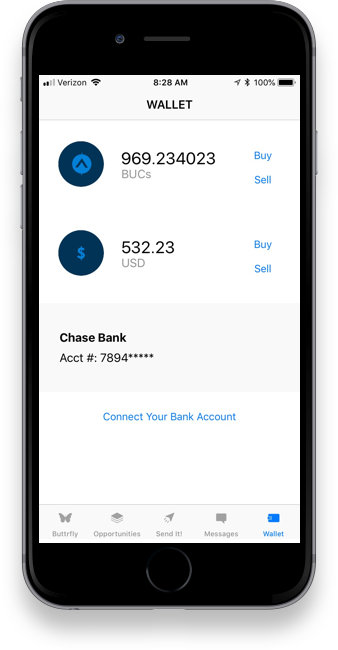 Verizon 8:28 AM 100%
WALLET
969.234023
BUCs
Buy
Sell
$
532.23
USD
Buy
Sell
Chase Bank
Acct #: 7894*****
Connect Your Bank Account
Buttrfly Opportunities Send It! Messages Wallet